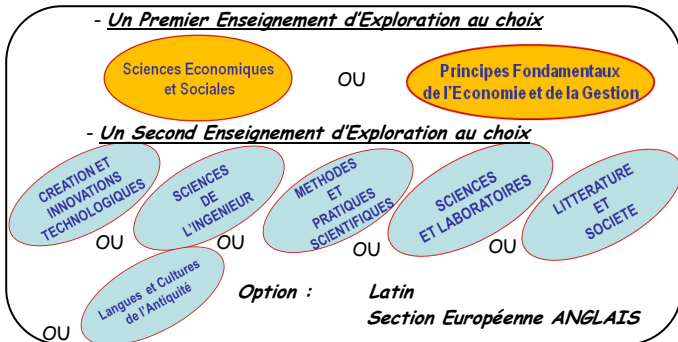 - Un Premier Enseignement d'Exploration au choix
Sciences Economiques
et Sociales
OU
Principes Fondamentaux
de l'Economie et de la Gestion
- Un Second Enseignement d'Exploration au choix
CREATION ET
INNOVATIONS
TECHNOLOGIQUES
OU
SCIENCES
DE
L'INGENIEUR
OU
METHODES
ET
PRATIQUES
SCIENTIFIQUES
OU
SCIENCES
ET LABORATOIRES
OU
LITTERATURE
ET
SOCIETE
OU
Langues et Cultures
de l'Antiquité
Option : Latin
Section Européenne ANGLAIS